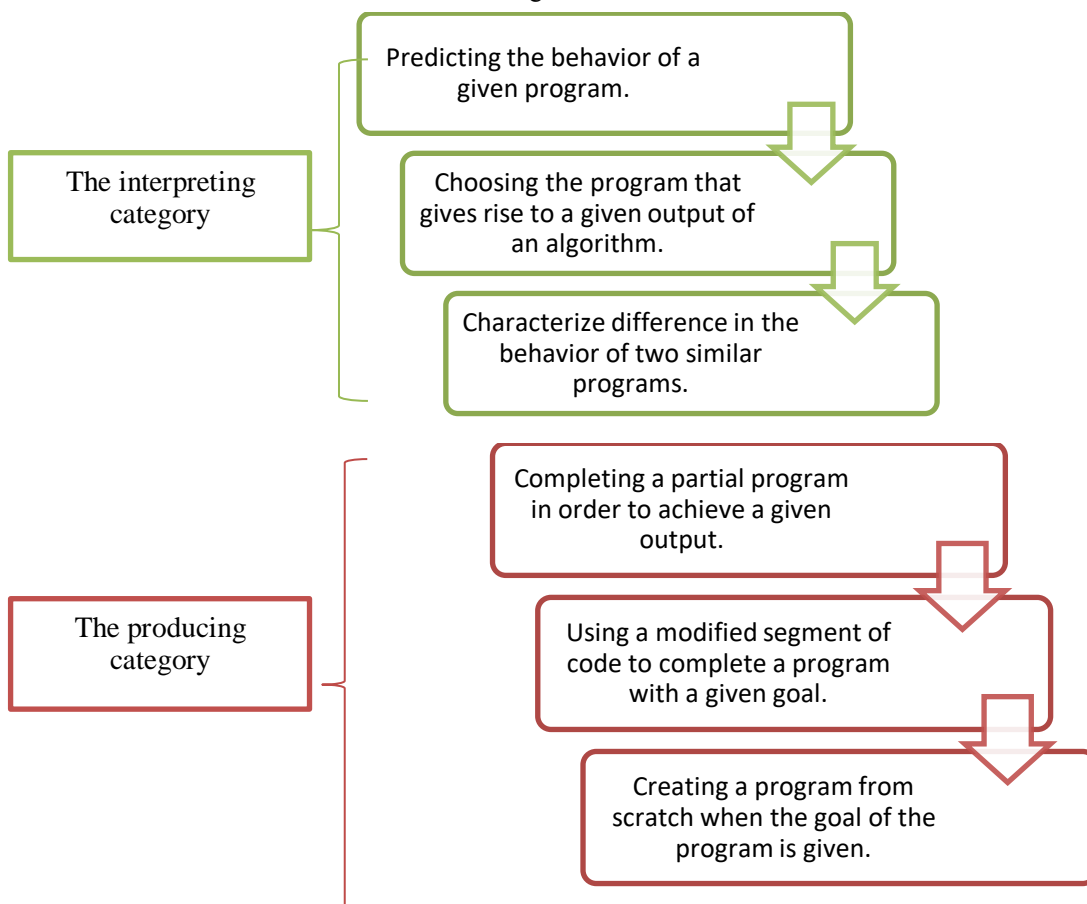 Predicting the behavior of a
given program.
The interpreting
category
Choosing the program that
gives rise to a given output of
an algorithm.
Characterize difference in the
behavior of two similar
programs.
Completing a partial program
in order to achieve a given
output.
The producing
category
Using a modified segment of
code to complete a program
with a given goal.
Creating a program from
scratch when the goal of the
program is given.